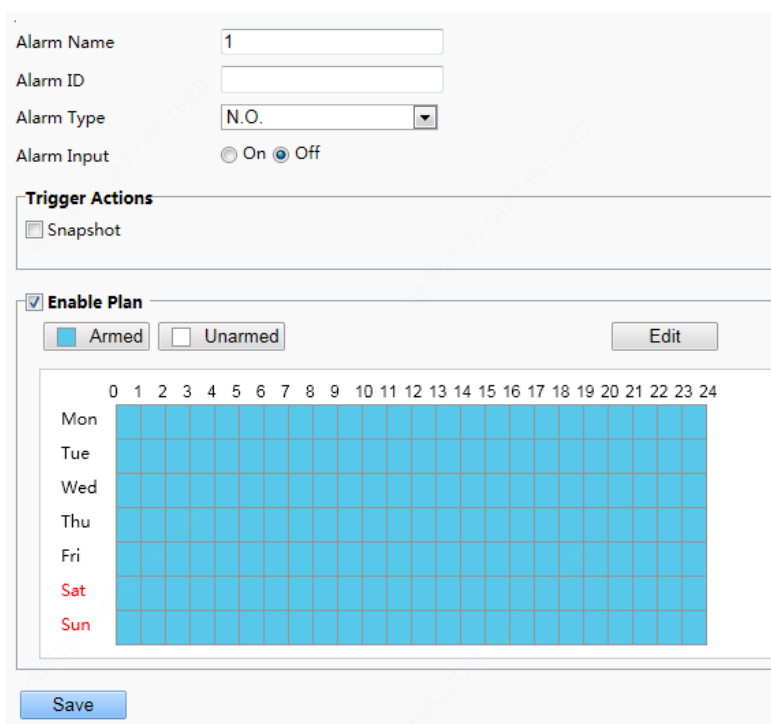 Alarm Name 1
Alarm ID
Alarm Type N.O.
Alarm Input On Off
Trigger Actions
Snapshot
Enable Plan
Armed Unarmed Edit
0 1 2 3 4 5 6 7 8 9 10 11 12 13 14 15 16 17 18 19 20 21 22 23 24
Mon
Tue
Wed
Thu
Fri
Sat
Sun
Save